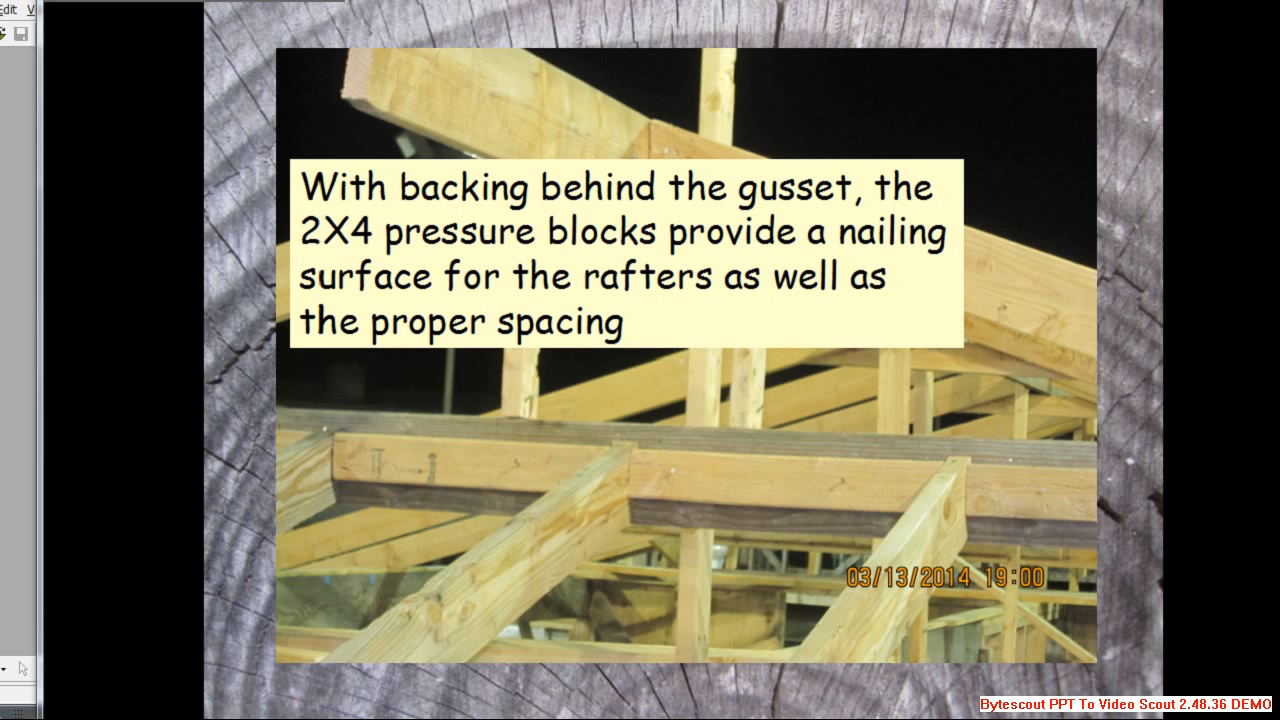 Edit
With backing behind the gusset, the
2X4 pressure blocks provide a nailing
surface for the rafters as well as
the proper spacing
03/13/2014 19:00
Bytescout PPT To Video Scout 2.48.36 DEMO